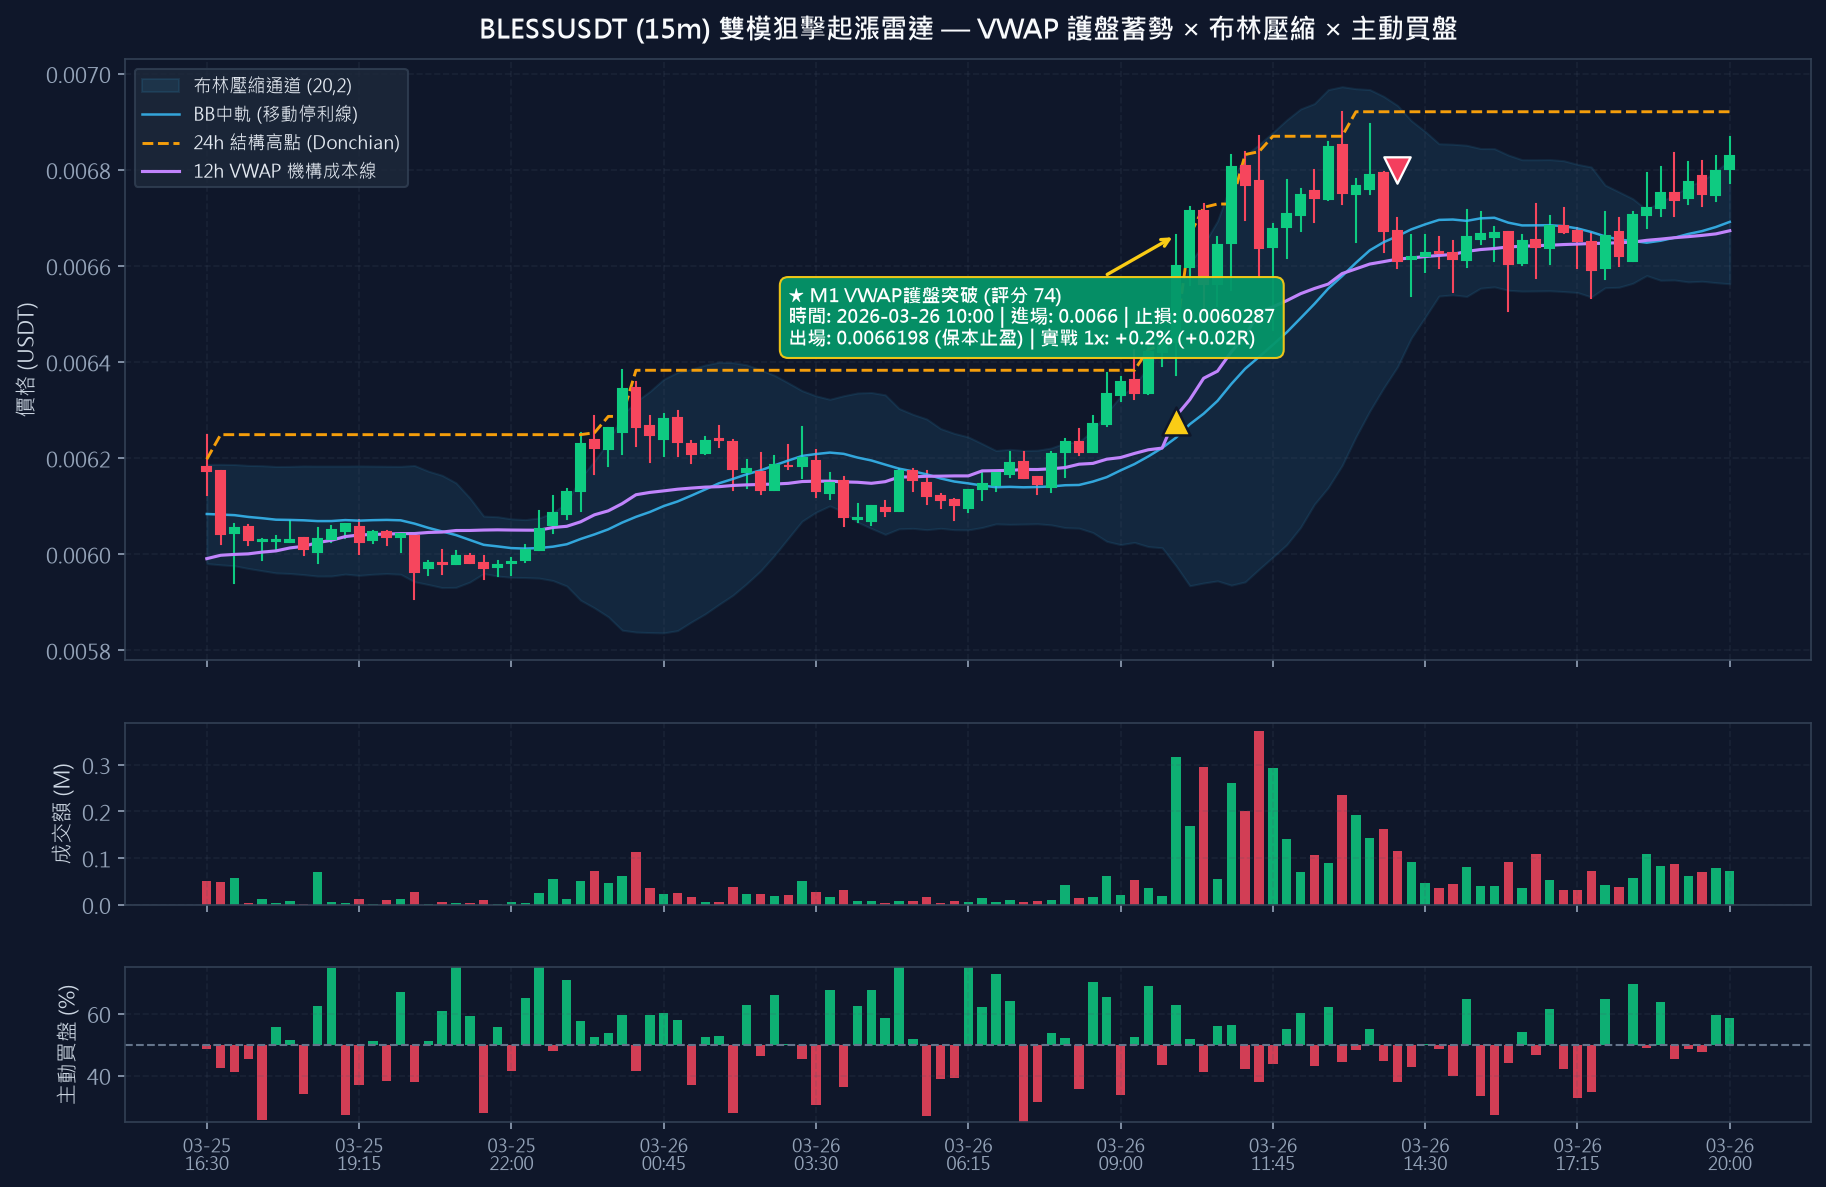 BLESSUSDT (15m) 雙模狙擊起漲雷達 — VWAP 護盤蓄勢 × 布林壓縮 × 主動買盤
布林壓縮通道 (20,2)
BB中軌 (移動停利線)
24h 結構高點 (Donchian)
12h VWAP 機構成本線
價格 (USDT)
0.0070
0.0068
0.0066
0.0064
0.0062
0.0060
0.0058
★ M1 VWAP護盤突破 (評分 74)
時間: 2026-03-26 10:00 | 進場: 0.0066 | 止損: 0.0060287
出場: 0.0066198 (保本止盈) | 實戰 1x: +0.2% (+0.02R)
成交額 (M)
0.3
0.2
0.1
0.0
主動買盤 (%)
60
40
03-25 03-25 03-25 03-26 03-26 03-26 03-26 03-26 03-26 03-26 03-26
16:30 19:15 22:00 00:45 03:30 06:15 09:00 11:45 14:30 17:15 20:00